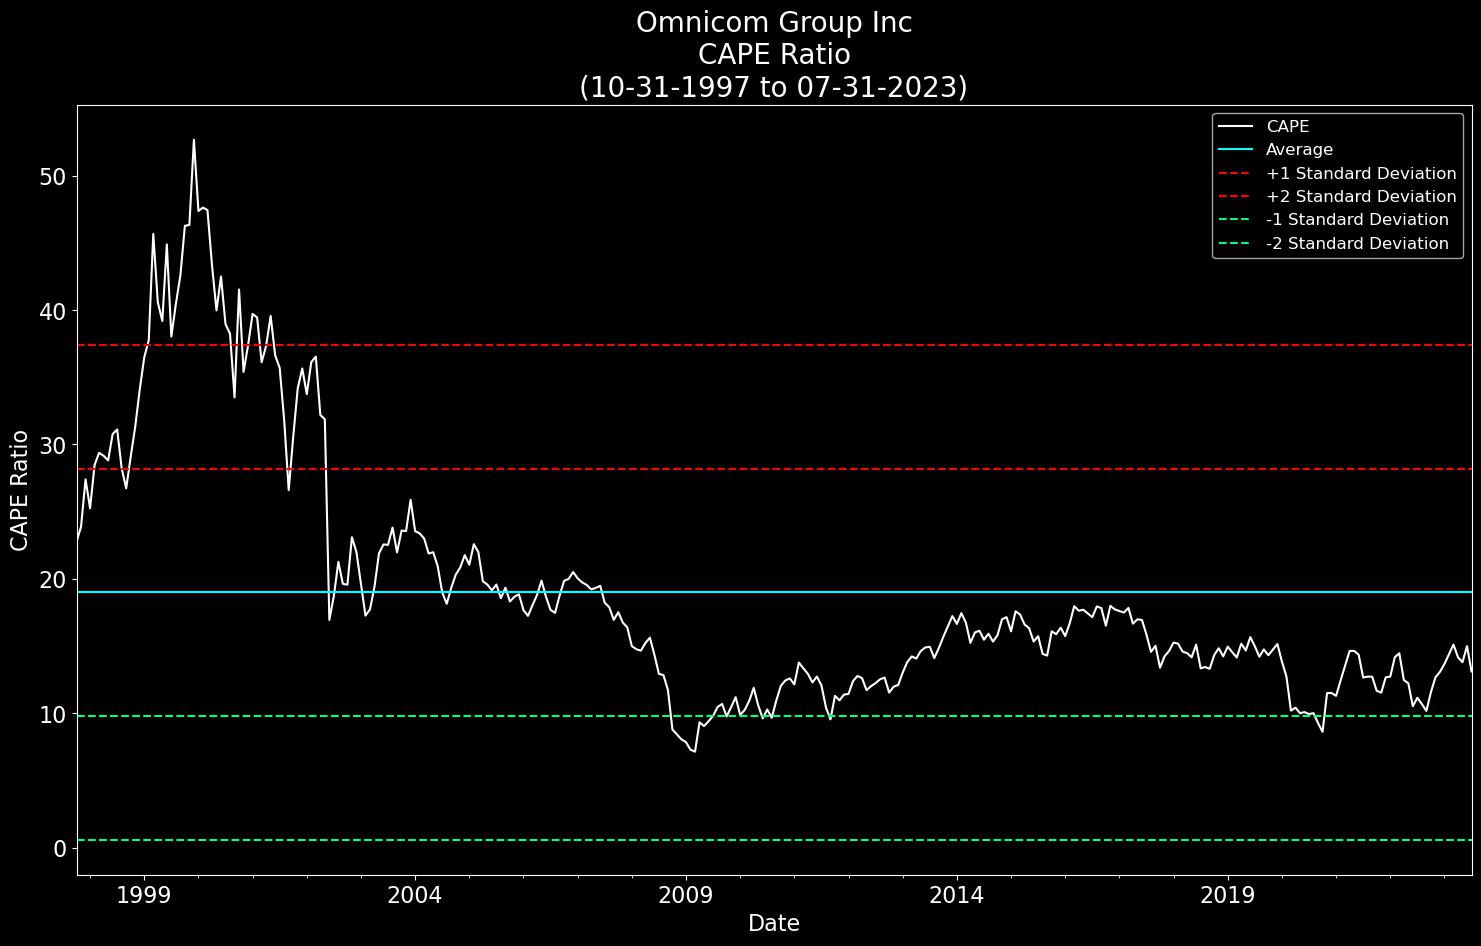 Omnicom Group Inc
CAPE Ratio
(10-31-1997 to 07-31-2023)
CAPE
Average
+1 Standard Deviation
+2 Standard Deviation
-1 Standard Deviation
-2 Standard Deviation
CAPE Ratio
50
40
30
20
10
0
1999
2004
2009
2014
2019
Date